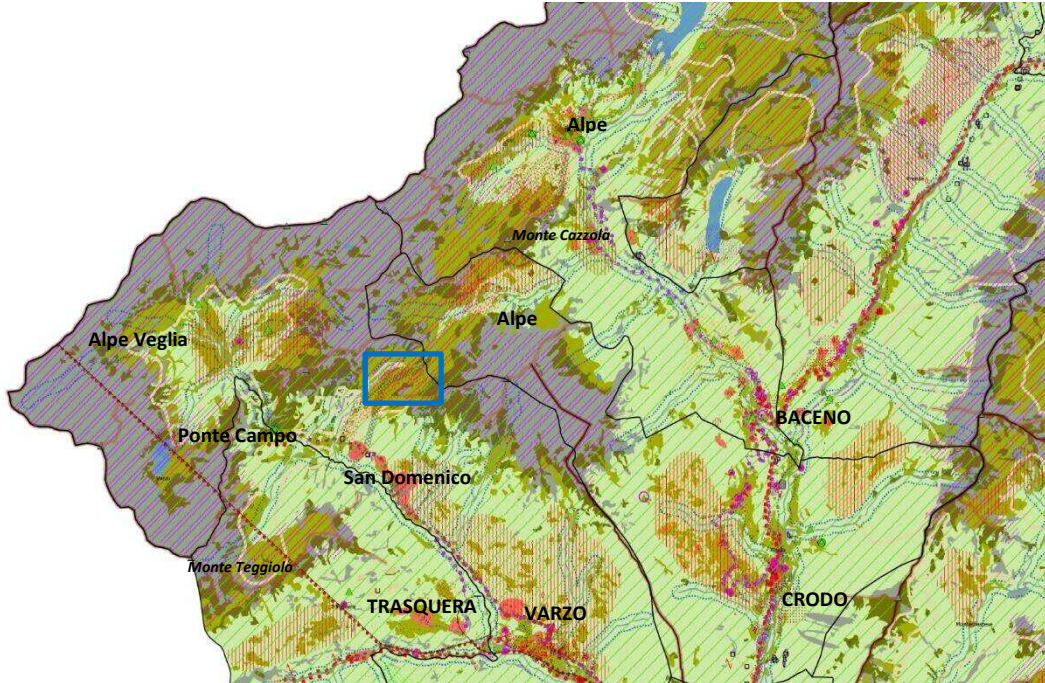 Alpe
Monte Cazzola
Alpe
Alpe Veglia
BACENO
Ponte Campo
San Domenico
Monte Teggiolo
TRASQUERA
VARZO
CRODO